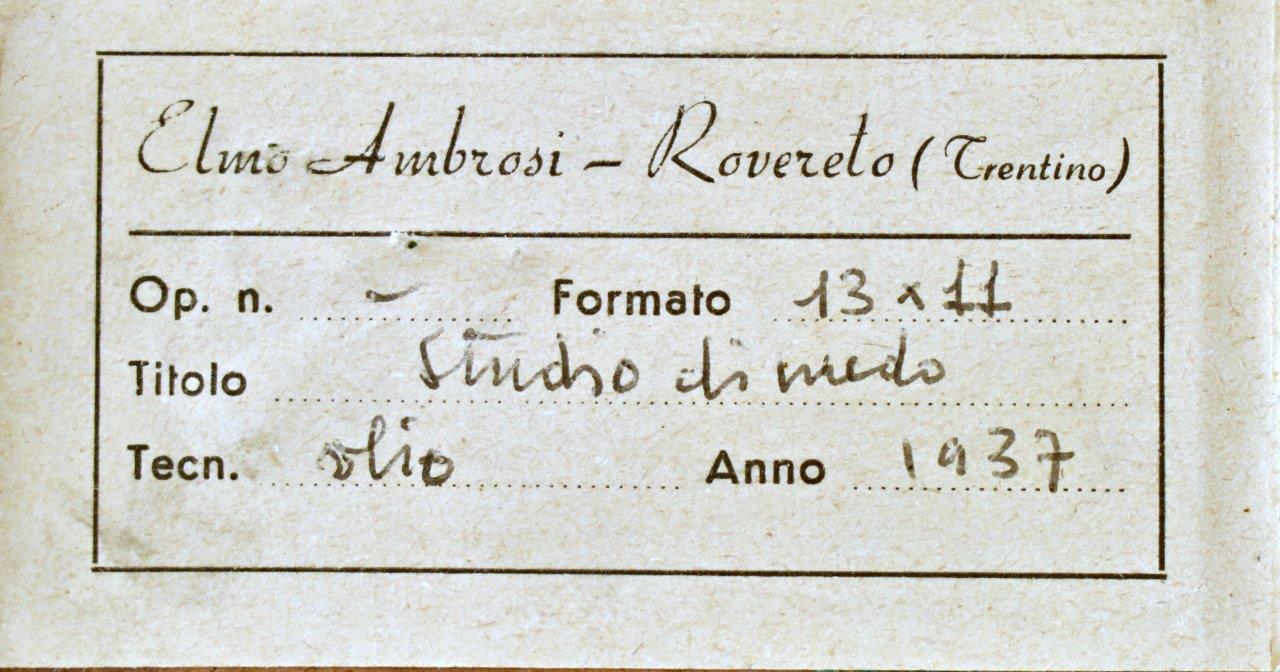 Elmo Ambrosi – Rovereto (Trentino)
Op. n. – Formato 13 x 11
Titolo Studio di nudo
Tecn. olio Anno 1937